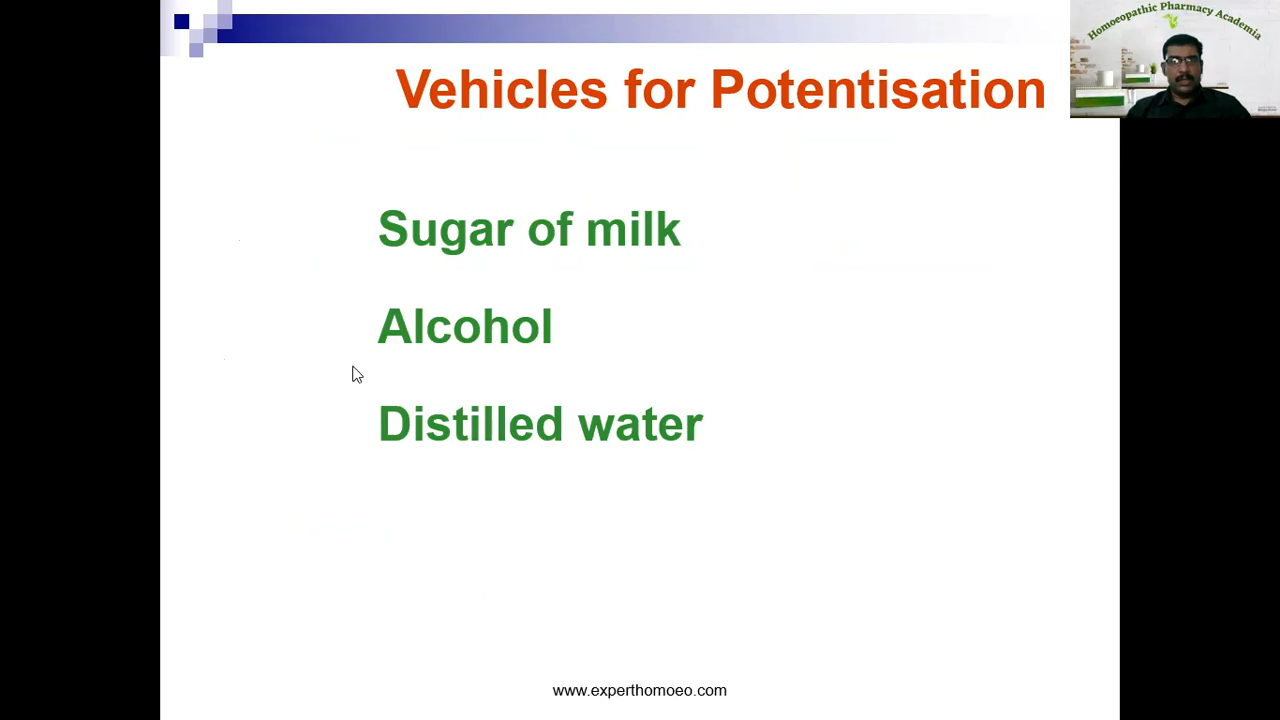 Homoeopathic Pharmacy Academia
Vehicles for Potentisation
Sugar of milk
Alcohol
Distilled water
www.experthomoeo.com